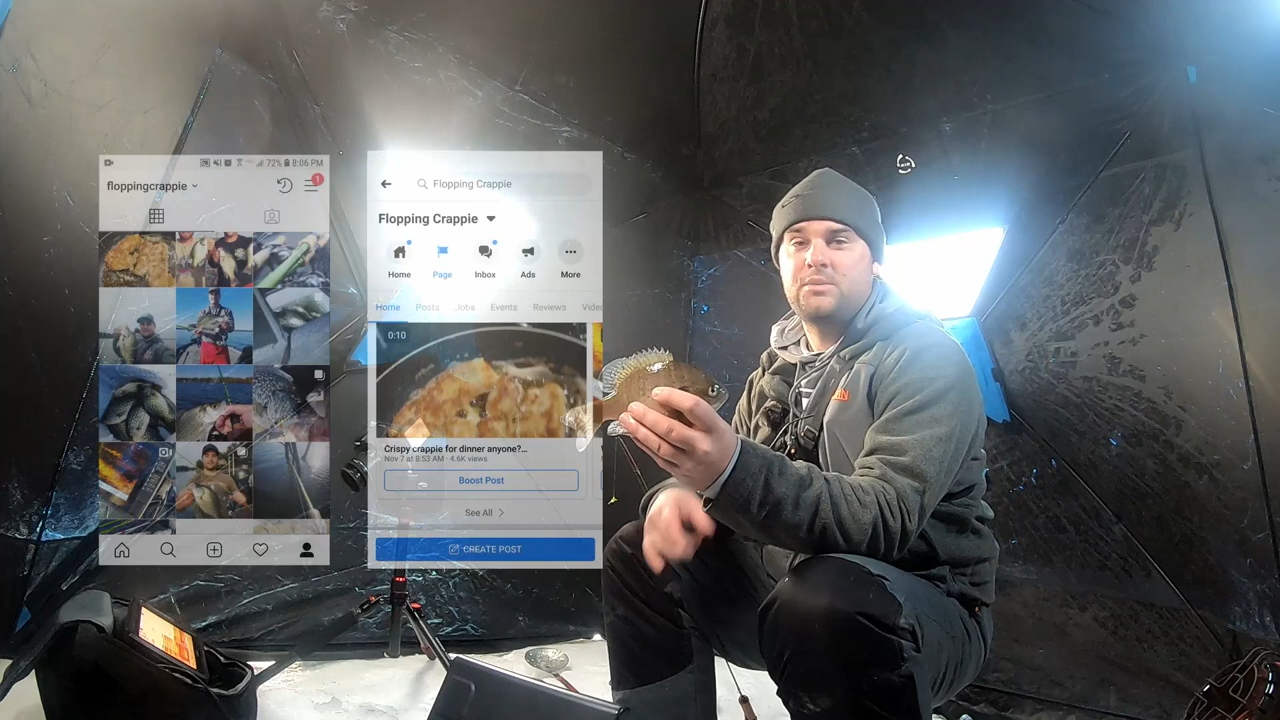 72% 8:06 PM
floppingcrappie
1
Flopping Crappie
Flopping Crappie
Home Page Inbox Ads More
Home Posts Jobs Events Reviews Video
0:10
Crispy crappie for dinner anyone?...
Nov 7 at 8:53 AM · 4.6K views
Boost Post
See All
CREATE POST